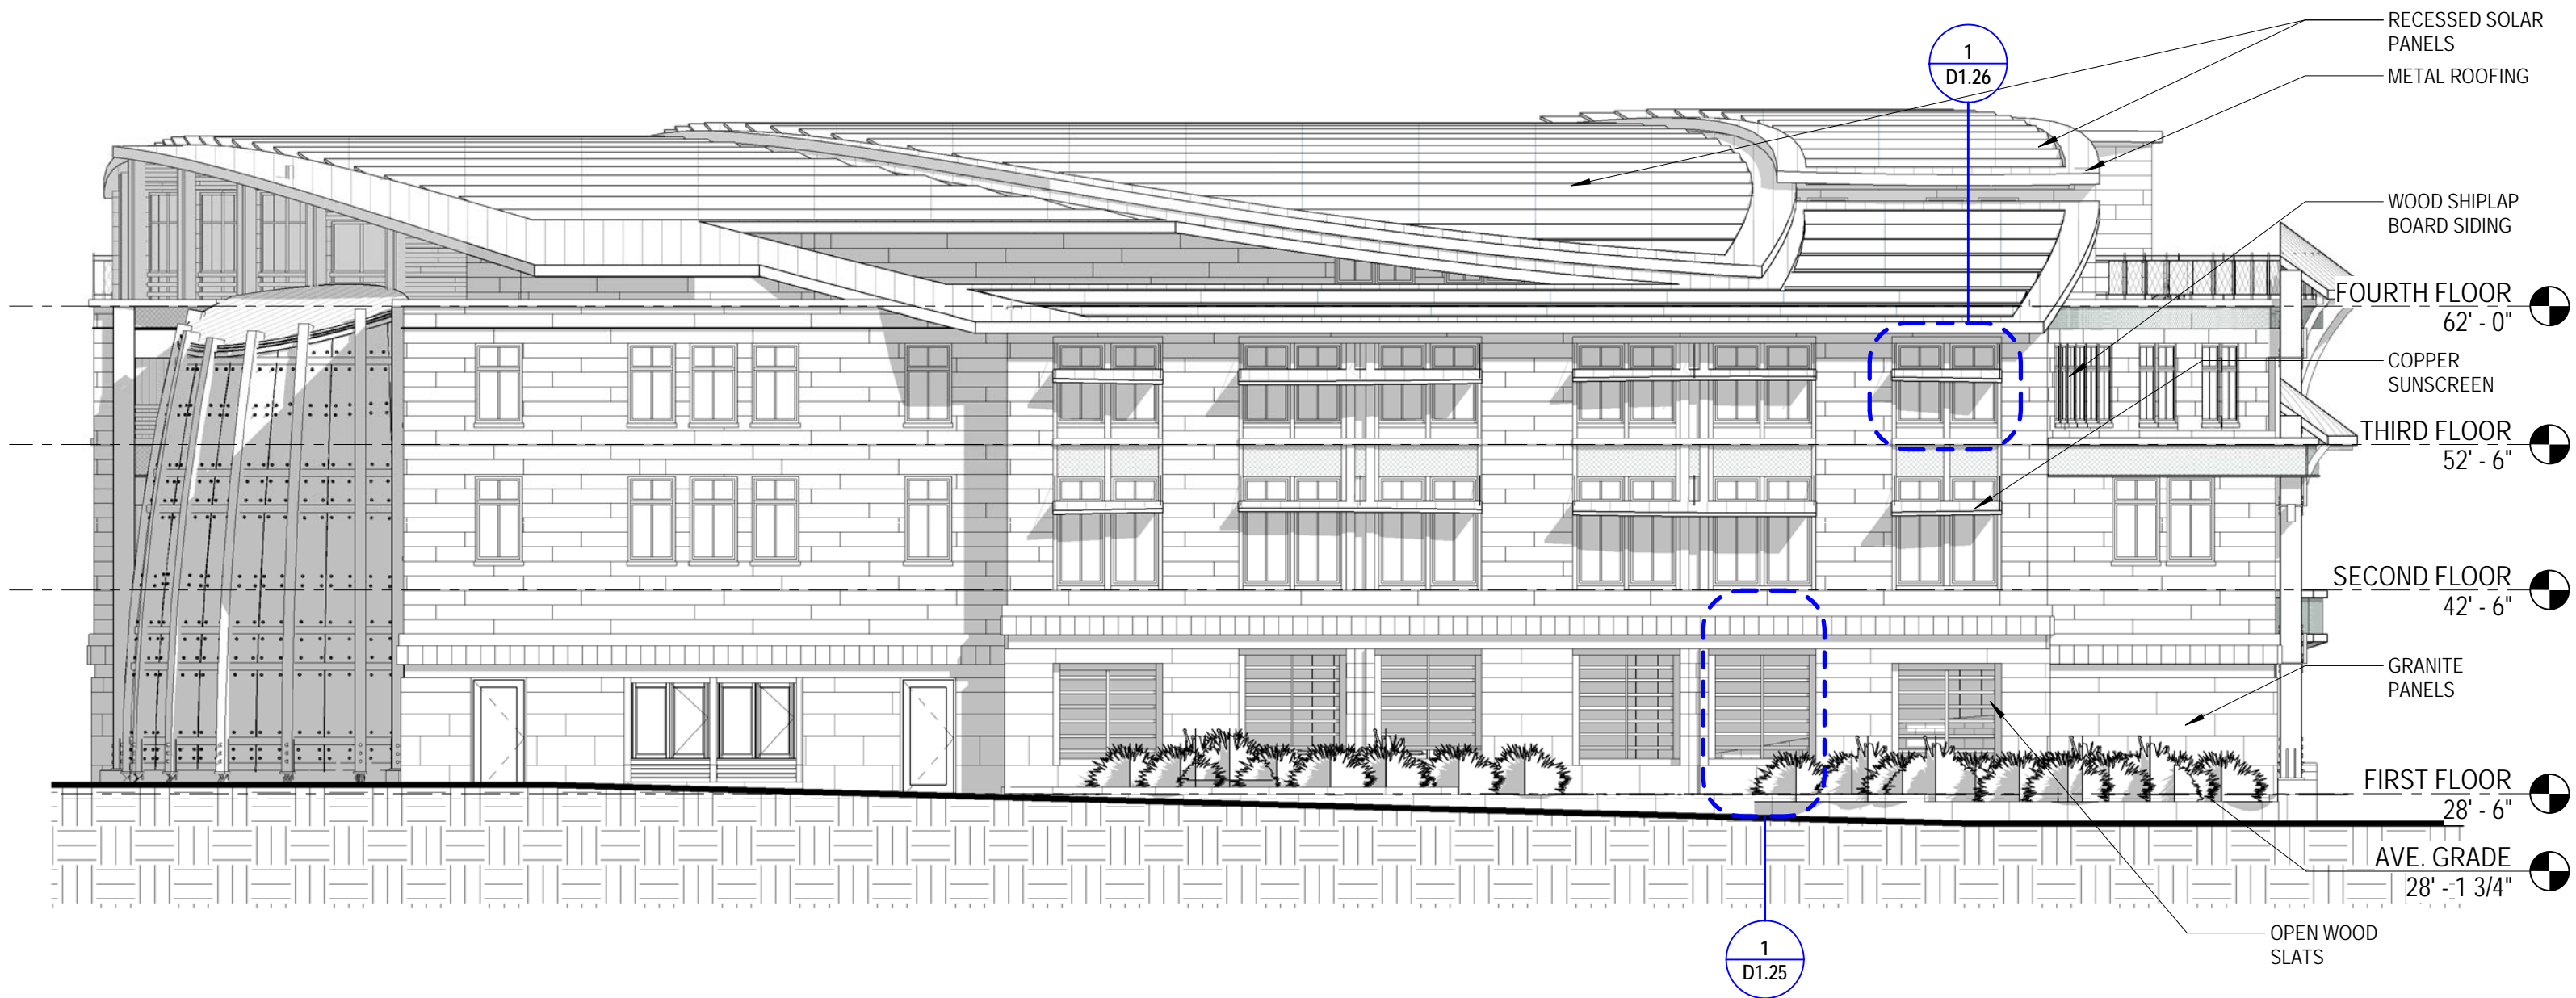 RECESSED SOLAR
PANELS
1
D1.26
METAL ROOFING
WOOD SHIPLAP
BOARD SIDING
FOURTH FLOOR
62' - 0"
COPPER
SUNSCREEN
THIRD FLOOR
52' - 6"
SECOND FLOOR
42' - 6"
GRANITE
PANELS
FIRST FLOOR
28' - 6"
AVE. GRADE
28' - 1 3/4"
OPEN WOOD
SLATS
1
D1.25